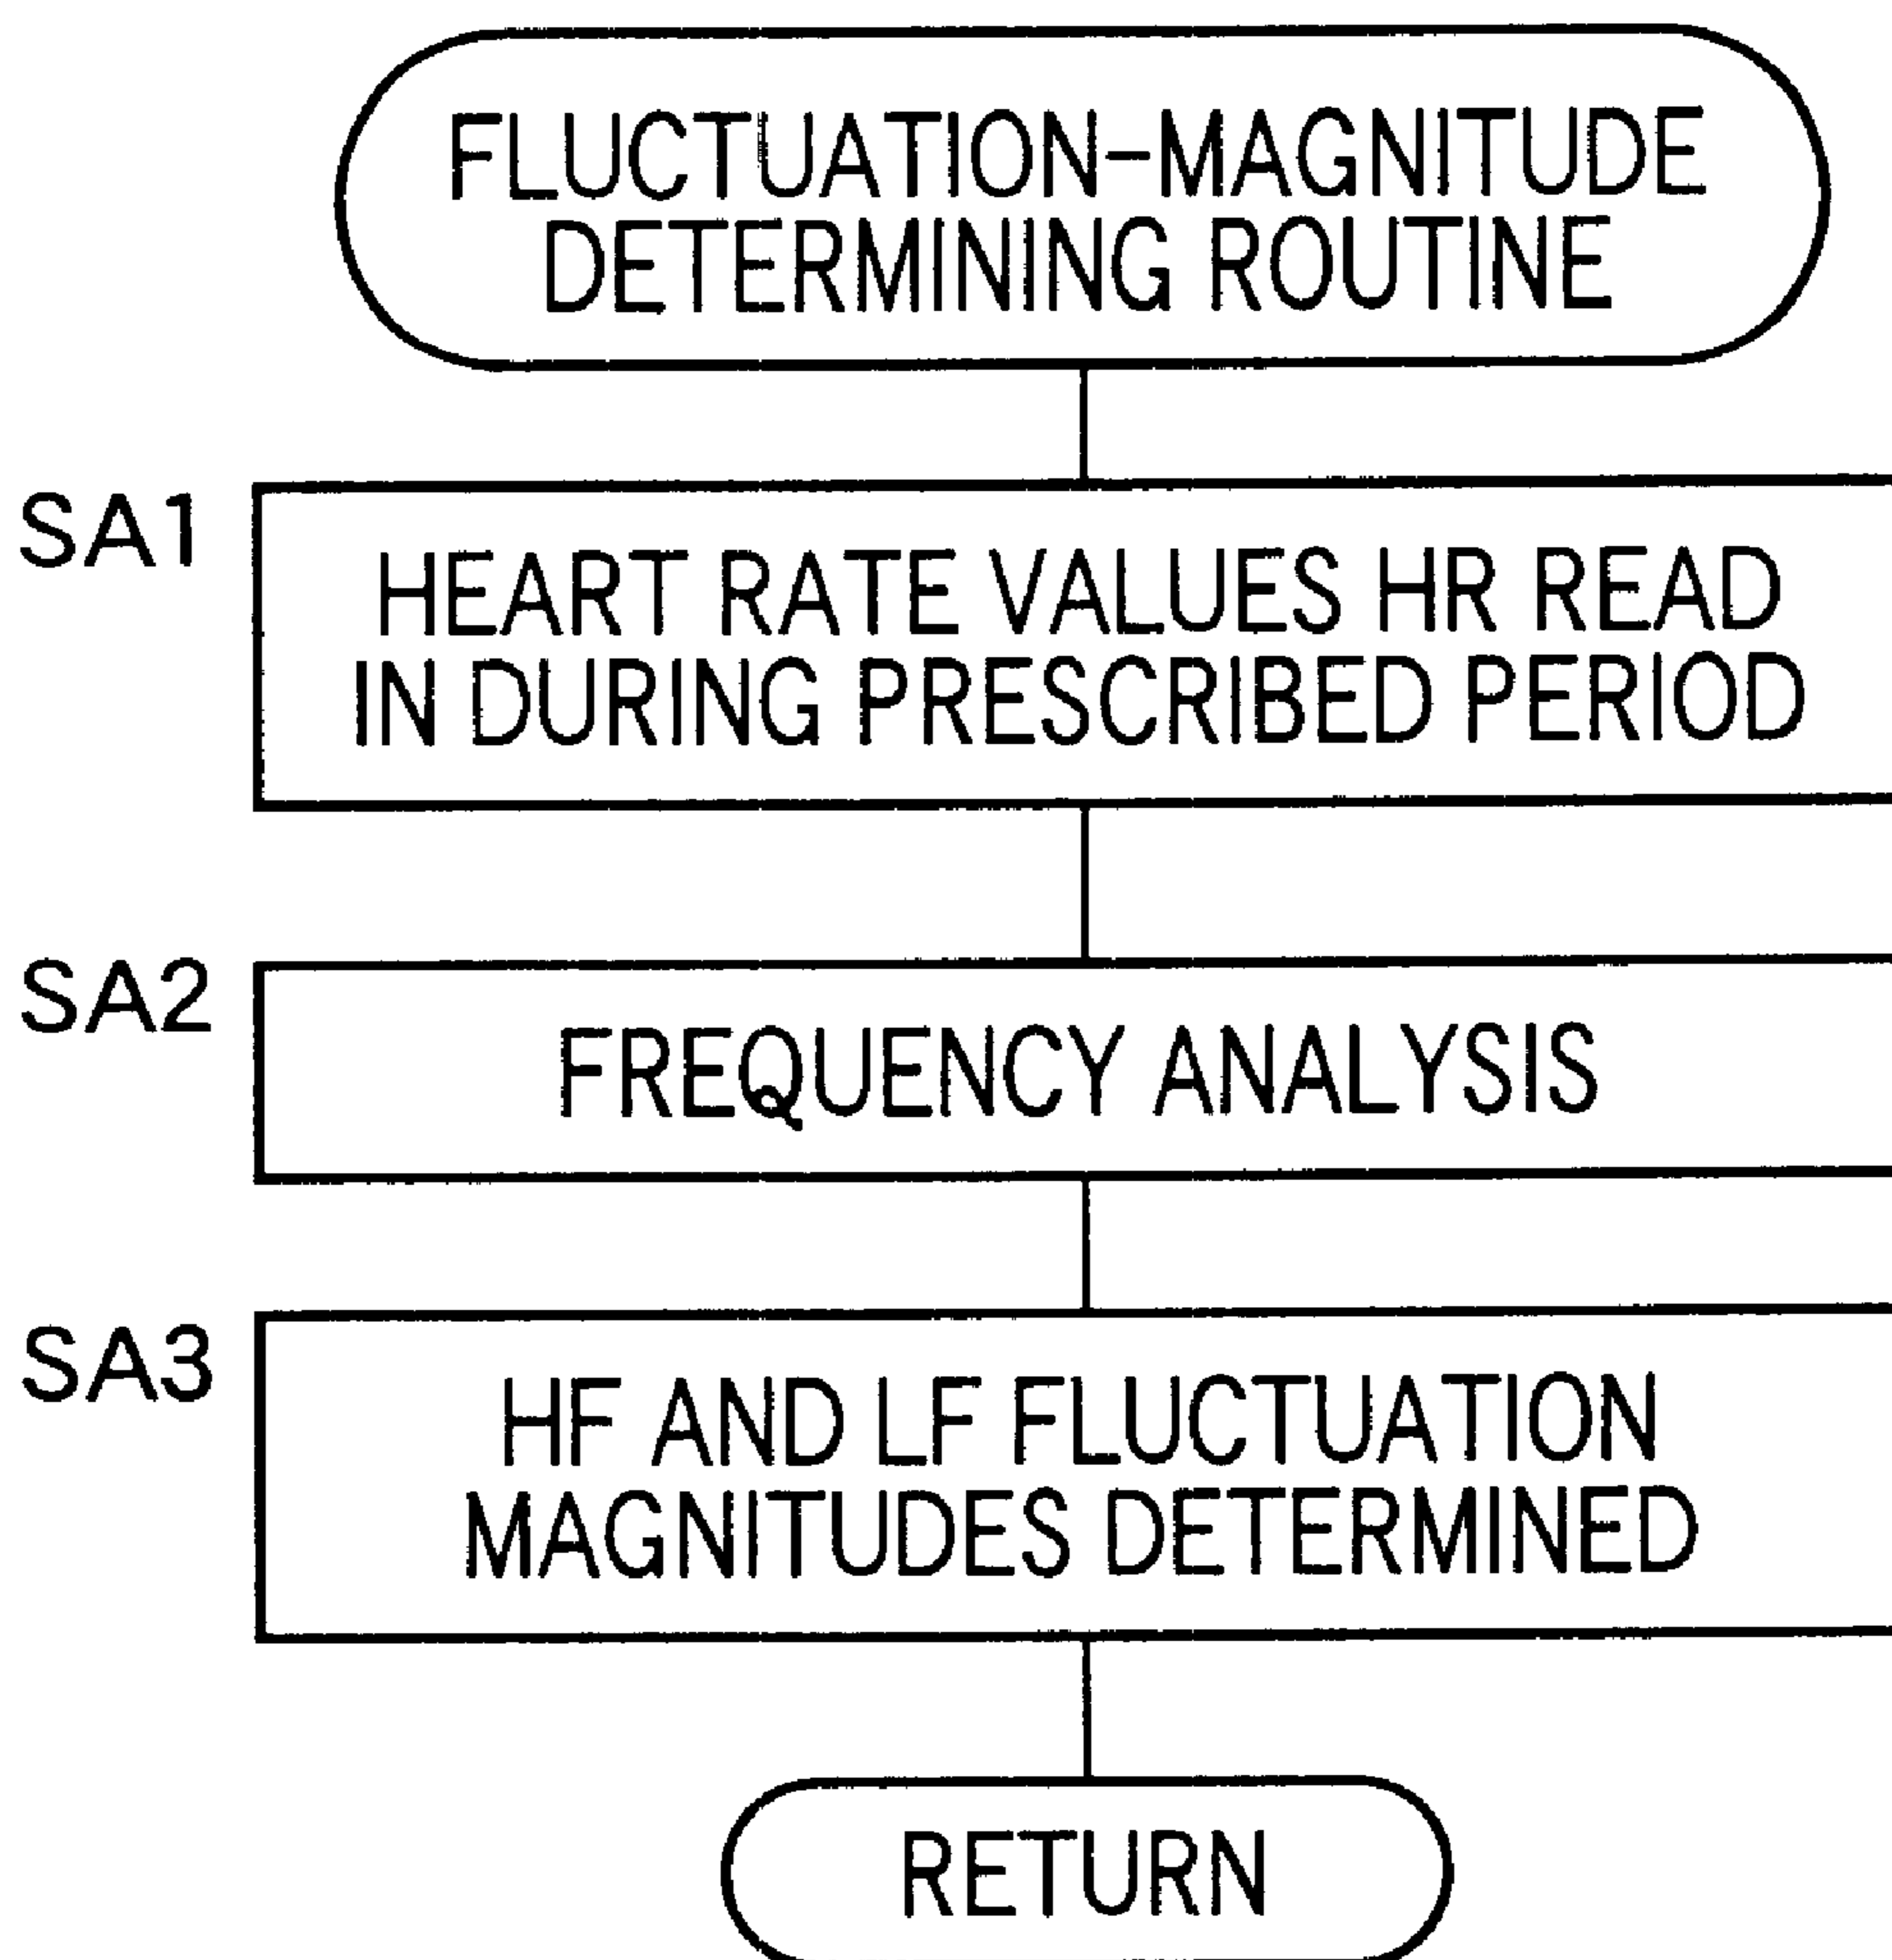 FLUCTUATION-MAGNITUDE
DETERMINING ROUTINE
SA1
HEART RATE VALUES HR READ
IN DURING PRESCRIBED PERIOD
SA2
FREQUENCY ANALYSIS
SA3
HF AND LF FLUCTUATION
MAGNITUDES DETERMINED
RETURN